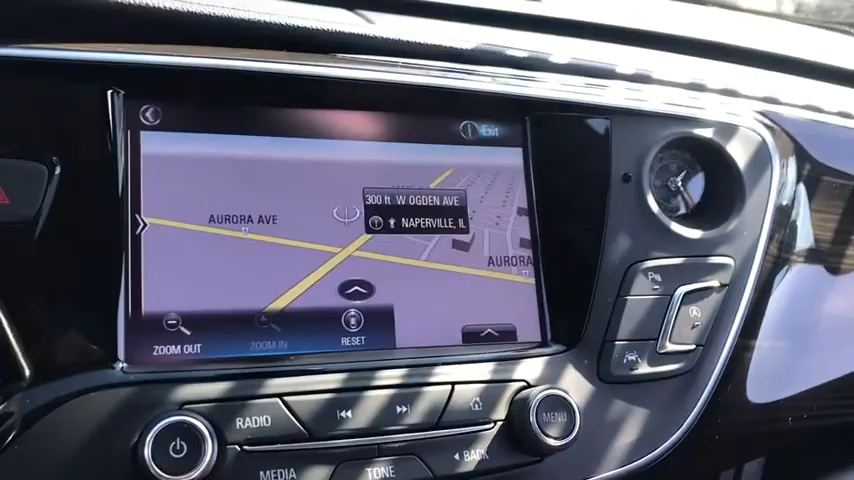 Exit
300 ft W OGDEN AVE
NAPERVILLE, IL
AURORA AVE
AURORA
ZOOM OUT
ZOOM IN
RESET
RADIO
MEDIA
TONE
BACK
MENU
P
A